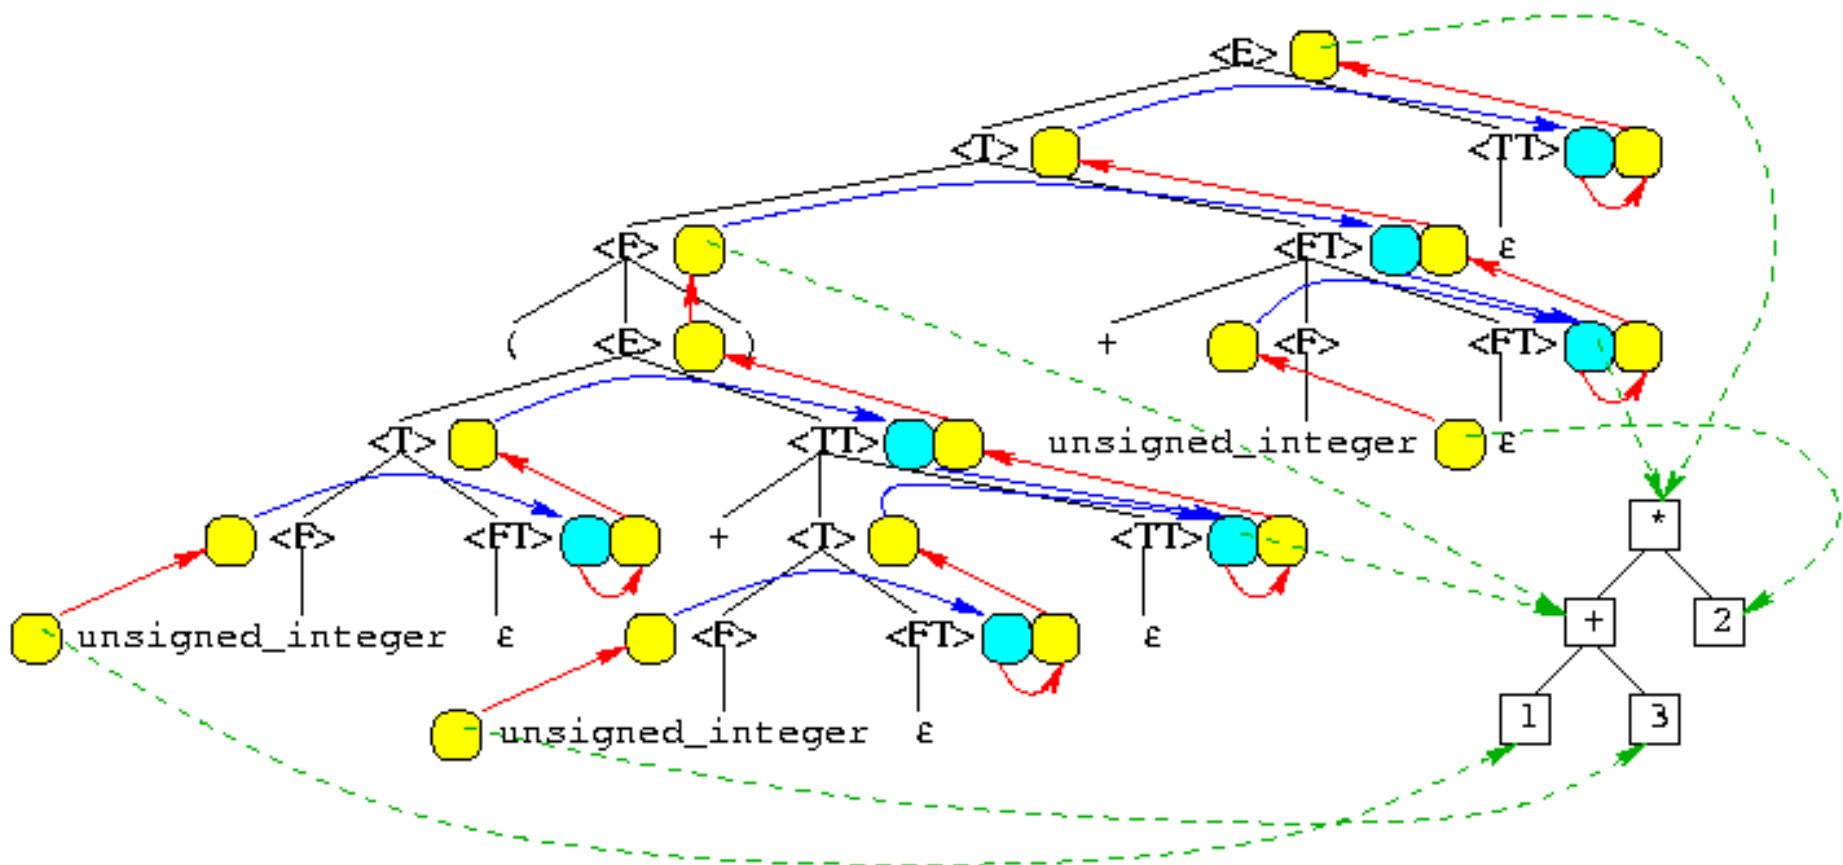 <E>
<T> <TT>
<F> <FT> ε
( <E> ) + <F> <FT>
<T> <TT> unsigned_integer ε
*
<F> <FT> + <T> <TT>
+ 2
unsigned_integer ε <F> <FT> ε
1 3
unsigned_integer ε